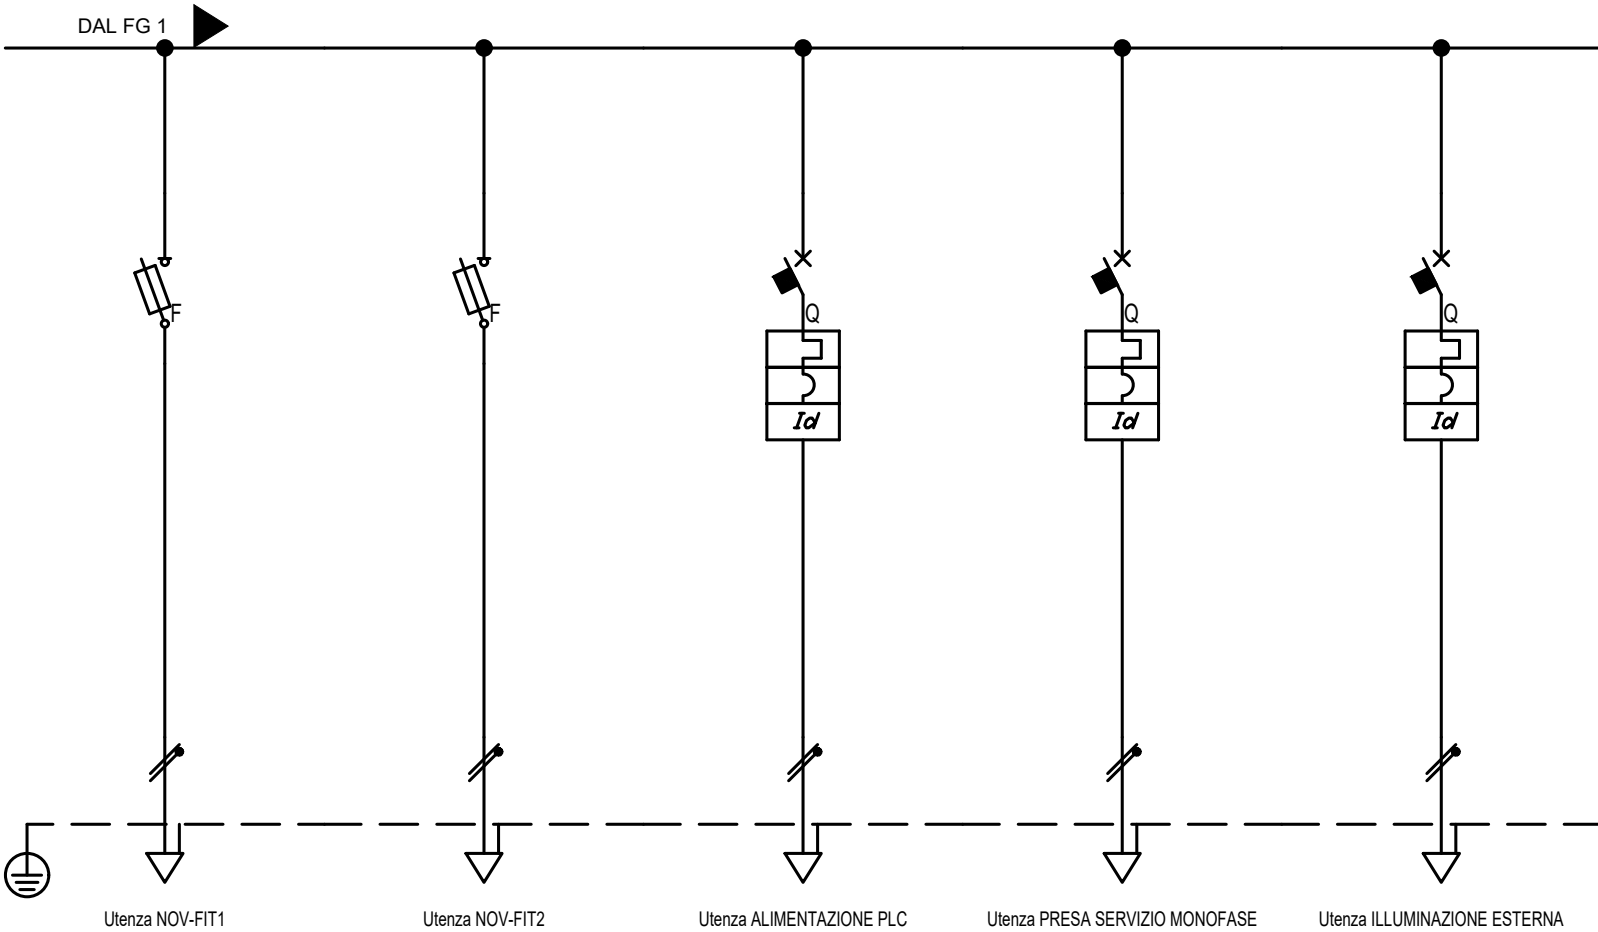 DAL FG 1
F
F
Q
Q
Q
Id
Id
Id
Utenza NOV-FIT1
Utenza NOV-FIT2
Utenza ALIMENTAZIONE PLC
Utenza PRESA SERVIZIO MONOFASE
Utenza ILLUMINAZIONE ESTERNA